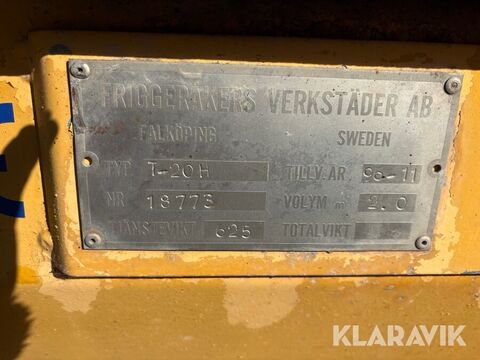 FRIGGERÅKERS VERKSTÄDER AB
FALKÖPING SWEDEN
TYP T-20H TILLV.ÅR 90-11
NR 18773 VOLYM m³ 2.0
TJÄNSTEVIKT 625 TOTALVIKT
KLARAVIK